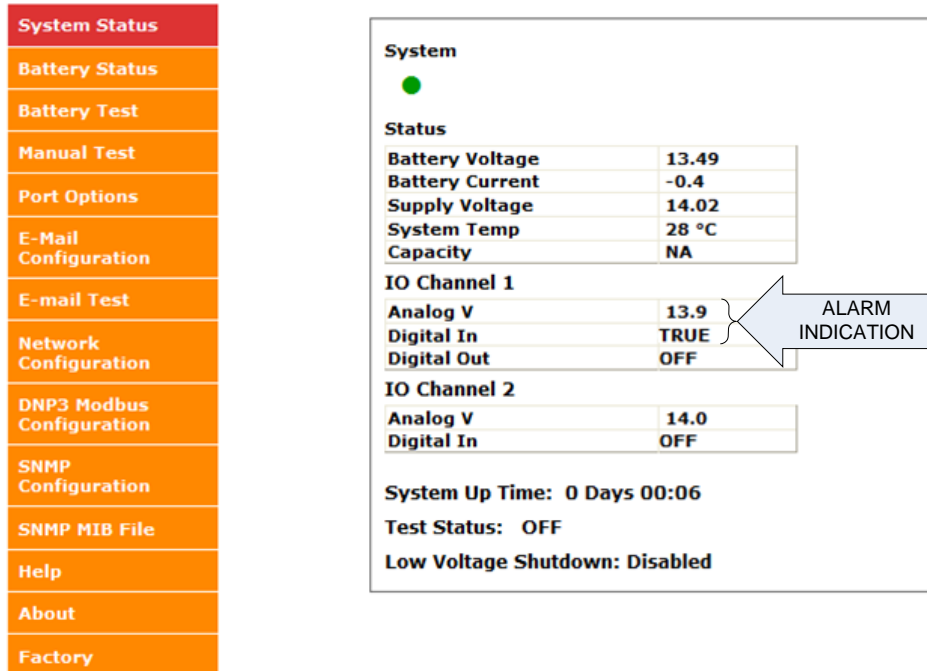 System Status
Battery Status
Battery Test
Manual Test
Port Options
E-Mail
Configuration
E-mail Test
Network
Configuration
DNP3 Modbus
Configuration
SNMP
Configuration
SNMP MIB File
Help
About
Factory
System
Status
Battery Voltage 13.49
Battery Current -0.4
Supply Voltage 14.02
System Temp 28 °C
Capacity NA
IO Channel 1
Analog V 13.9
Digital In TRUE
Digital Out OFF
ALARM
INDICATION
IO Channel 2
Analog V 14.0
Digital In OFF
System Up Time: 0 Days 00:06
Test Status: OFF
Low Voltage Shutdown: Disabled